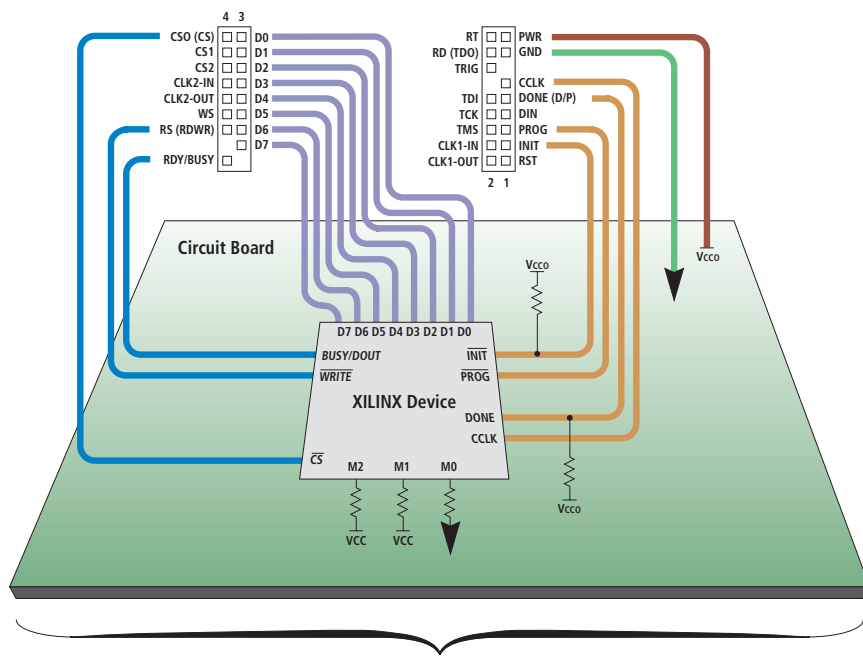 4 3
CSO (CS) D0
CS1 D1
CS2 D2
CLK2-IN D3
CLK2-OUT D4
WS D5
RS (RDWR) D6
D7
RDY/BUSY
RT PWR
RD (TDO) GND
TRIG
CCLK
TDI DONE (D/P)
TCK DIN
TMS PROG
CLK1-IN INIT
CLK1-OUT RST
2 1
Circuit Board
Vcco
Vcco
D7 D6 D5 D4 D3 D2 D1 D0
BUSY/DOUT INIT
WRITE PROG
XILINX Device
DONE
CCLK
CS
M2 M1 M0
Vcco
VCC VCC